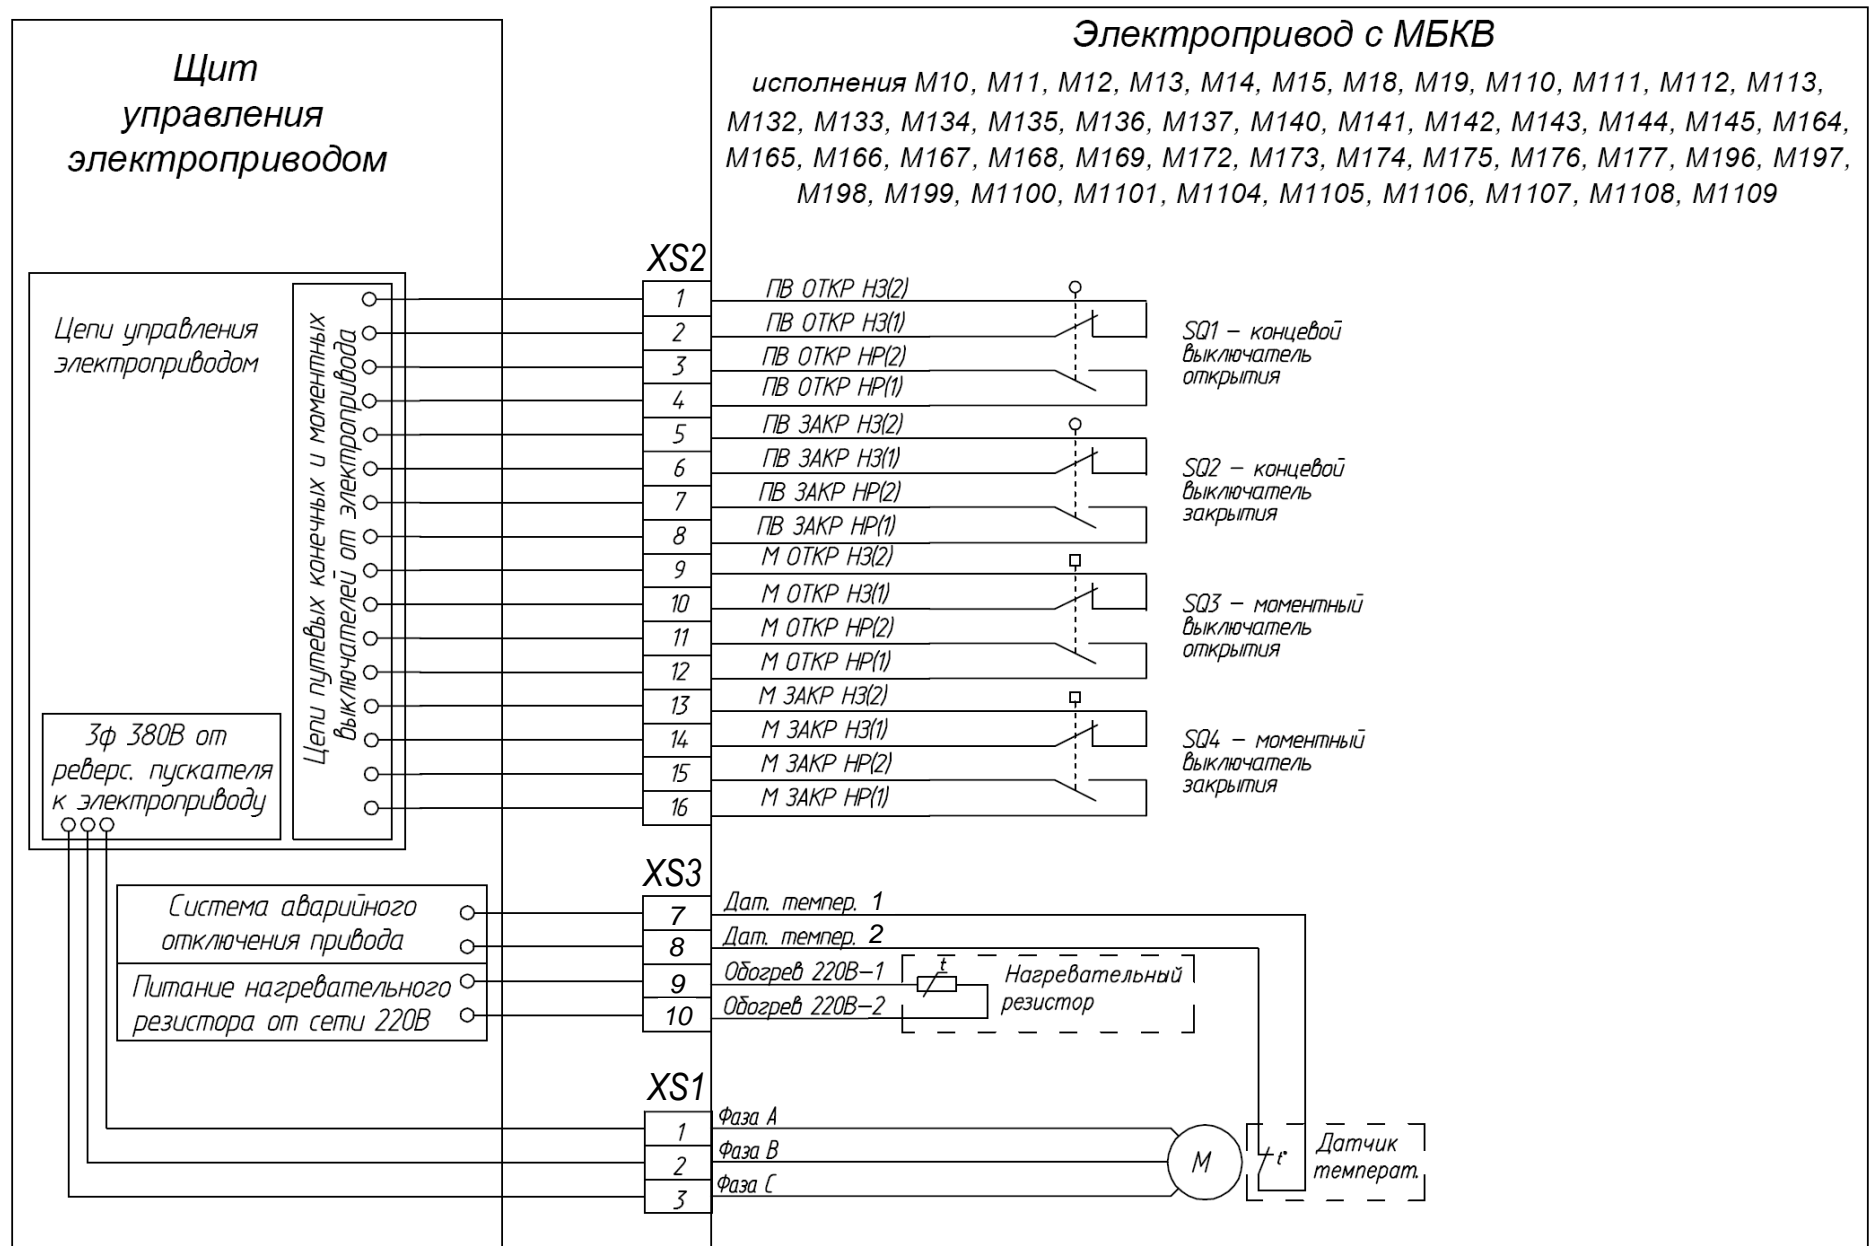 Щит
управления
электроприводом
Электропривод с МБКВ
исполнения М10, М11, М12, М13, М14, М15, М18, М19, М110, М111, М112, М113,
М132, М133, М134, М135, М136, М137, М140, М141, М142, М143, М144, М145, М164,
М165, М166, М167, М168, М169, М172, М173, М174, М175, М176, М177, М196, М197,
М198, М199, М1100, М1101, М1104, М1105, М1106, М1107, М1108, М1109
Цепи управления
электроприводом
Цепи путевых конечных и моментных
выключателей от электропривода
3ф 380В от
реверс. пускателя
к электроприводу
XS2
1 ПВ ОТКР НЗ(2)
2 ПВ ОТКР НЗ(1)
3 ПВ ОТКР НР(2)
4 ПВ ОТКР НР(1)
5 ПВ ЗАКР НЗ(2)
6 ПВ ЗАКР НЗ(1)
7 ПВ ЗАКР НР(2)
8 ПВ ЗАКР НР(1)
9 М ОТКР НЗ(2)
10 М ОТКР НЗ(1)
11 М ОТКР НР(2)
12 М ОТКР НР(1)
13 М ЗАКР НЗ(2)
14 М ЗАКР НЗ(1)
15 М ЗАКР НР(2)
16 М ЗАКР НР(1)
SQ1 – концевой
выключатель
открытия
SQ2 – концевой
выключатель
закрытия
SQ3 – моментный
выключатель
открытия
SQ4 – моментный
выключатель
закрытия
Система аварийного
отключения привода
Питание нагревательного
резистора от сети 220В
XS3
7 Дат. темпер. 1
8 Дат. темпер. 2
9 Обогрев 220В–1
10 Обогрев 220В–2
t
Нагревательный
резистор
XS1
1 Фаза А
2 Фаза В
3 Фаза С
М
t°
Датчик
температ.